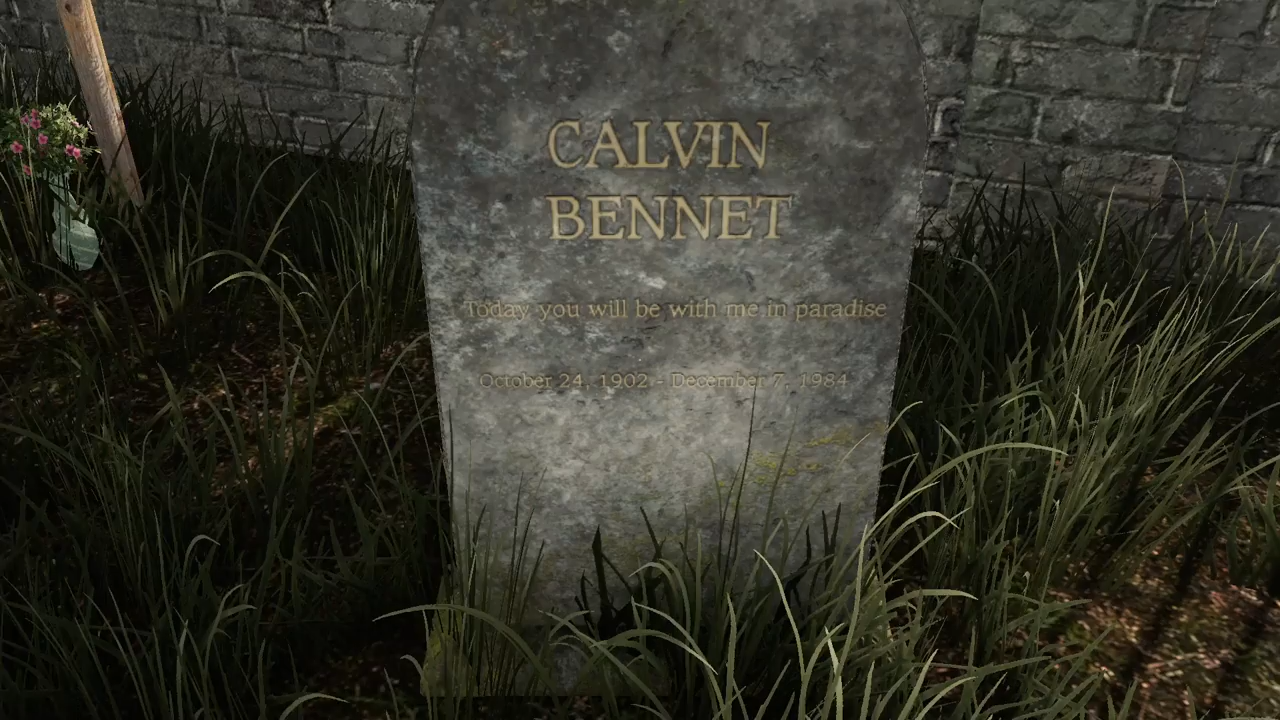 CALVIN
BENNET
Today you will be with me in paradise
October 24, 1902 - December 7, 1984